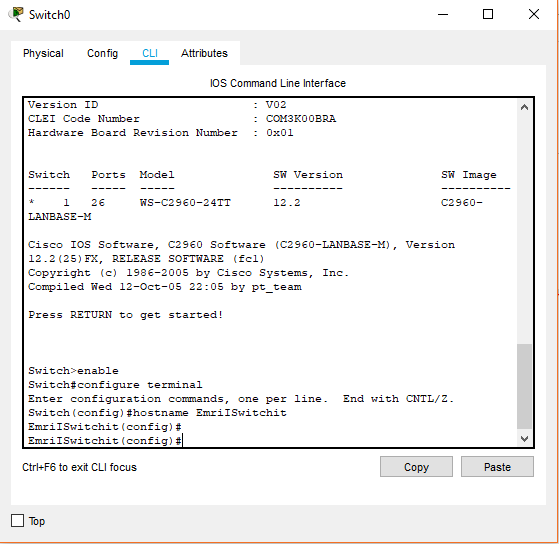 Switch0
Physical Config CLI Attributes
IOS Command Line Interface
Version ID : V02
CLEI Code Number : COM3K00BRA
Hardware Board Revision Number : 0x01
Switch Ports Model SW Version SW Image
------ ----- ----- ---------- ----------
* 1 26 WS-C2960-24TT 12.2 C2960-
LANBASE-M
Cisco IOS Software, C2960 Software (C2960-LANBASE-M), Version
12.2(25)FX, RELEASE SOFTWARE (fc1)
Copyright (c) 1986-2005 by Cisco Systems, Inc.
Compiled Wed 12-Oct-05 22:05 by pt_team
Press RETURN to get started!
Switch>enable
Switch#configure terminal
Enter configuration commands, one per line. End with CNTL/Z.
Switch(config)#hostname EmriISwitchit
EmriISwitchit(config)#
EmriISwitchit(config)#
Ctrl+F6 to exit CLI focus
Copy Paste
Top